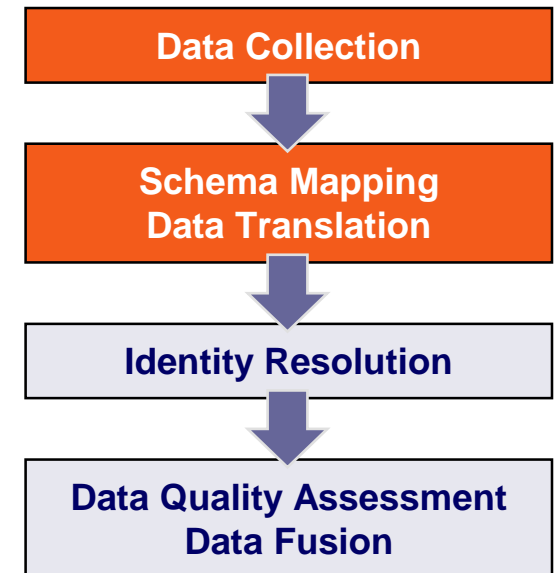 Data Collection
Schema Mapping
Data Translation
Identity Resolution
Data Quality Assessment
Data Fusion